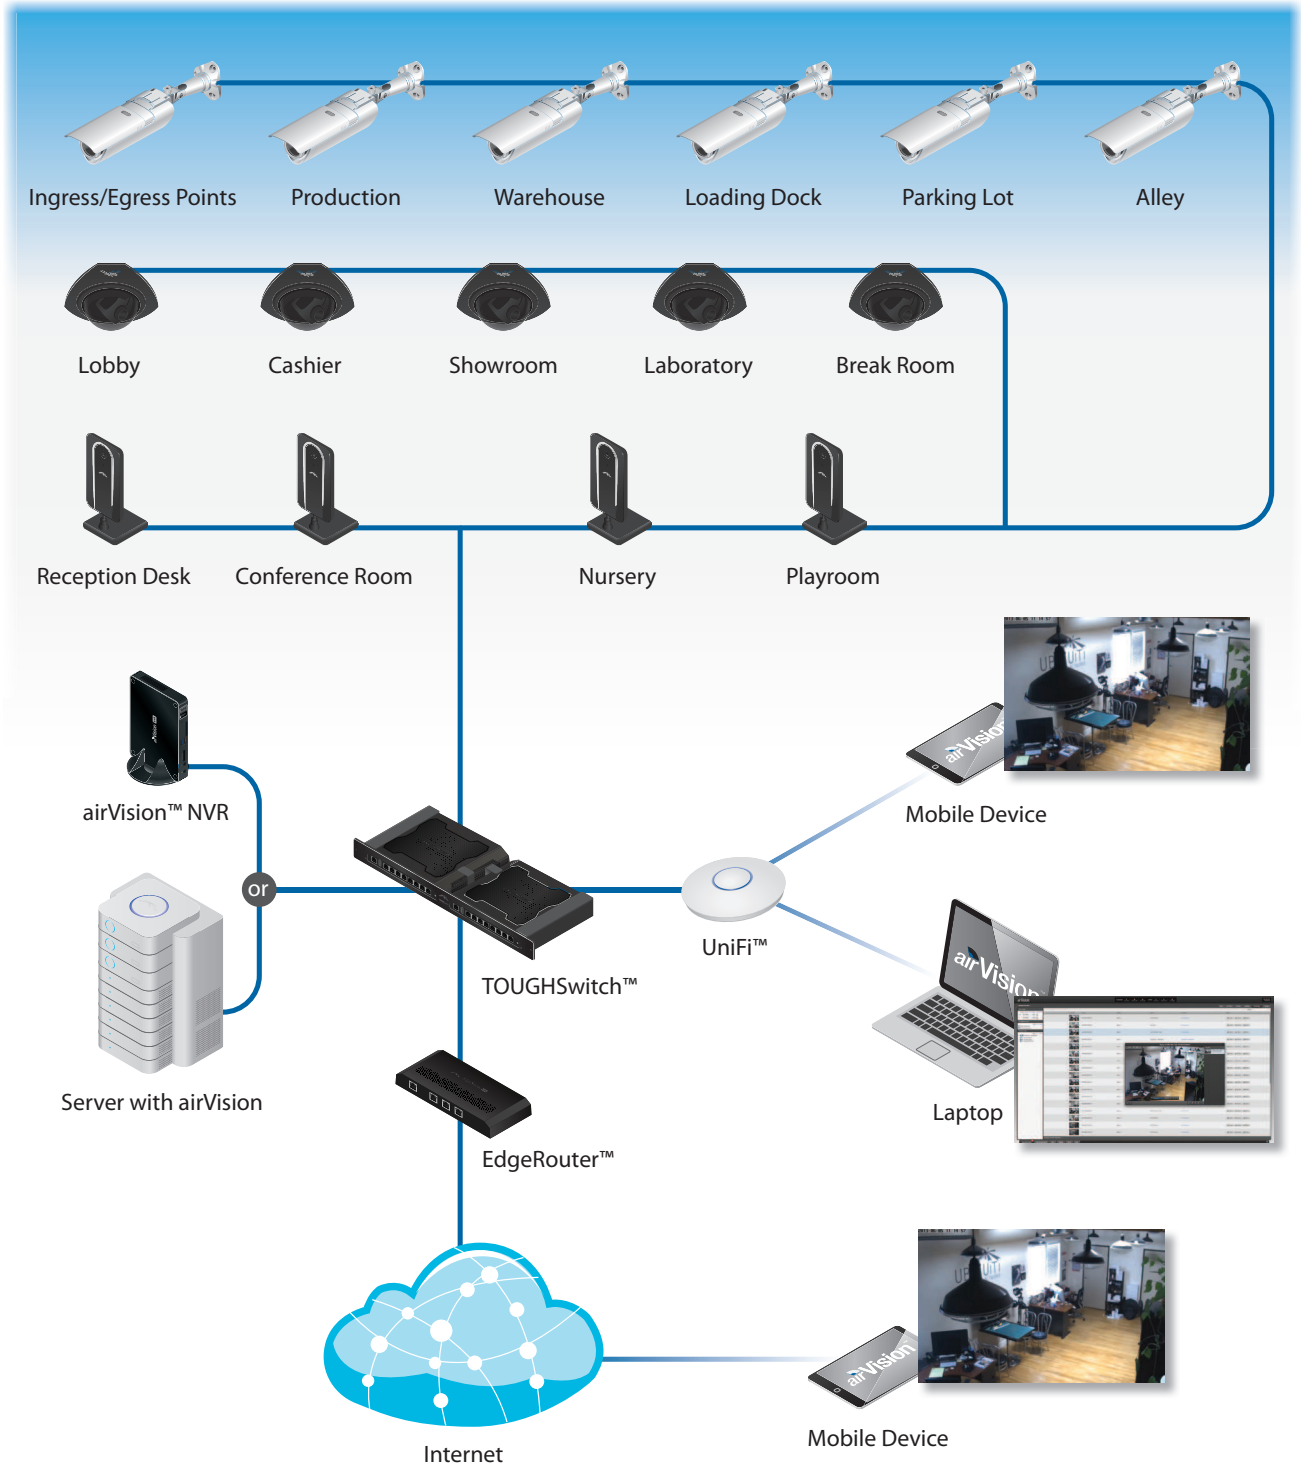 Ingress/Egress Points
Production
Warehouse
Loading Dock
Parking Lot
Alley
Lobby
Cashier
Showroom
Laboratory
Break Room
Reception Desk
Conference Room
Nursery
Playroom
airVision™ NVR
or
Server with airVision
TOUGHSwitch™
UniFi™
airVision
Mobile Device
airVision
Laptop
EdgeRouter™
Internet
airVision
Mobile Device